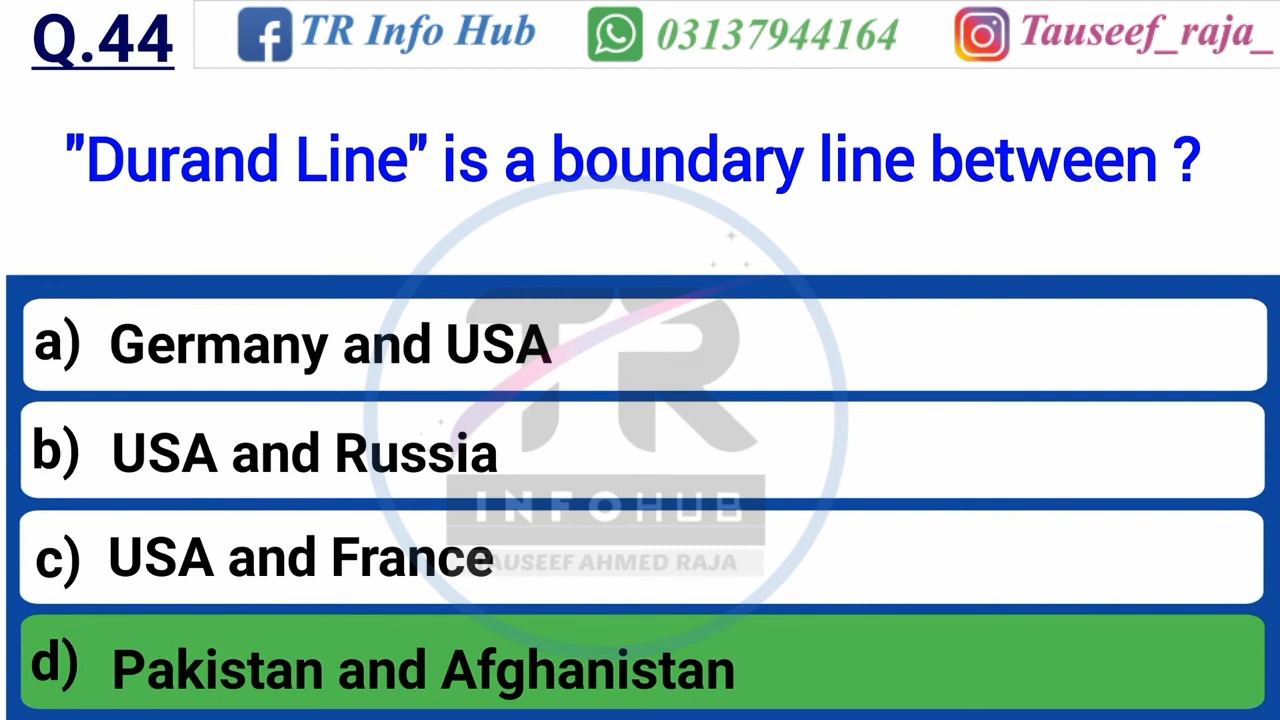 Q.44
TR Info Hub
03137944164
Tauseef_raja_
"Durand Line" is a boundary line between ?
a) Germany and USA
b) USA and Russia
c) USA and France
d) Pakistan and Afghanistan
TR
INFOHUB
TAUSEEF AHMED RAJA